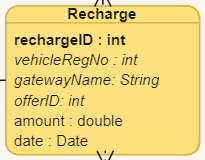 Recharge
rechargeID : int
vehicleRegNo : int
gatewayName: String
offerID: int
amount : double
date : Date